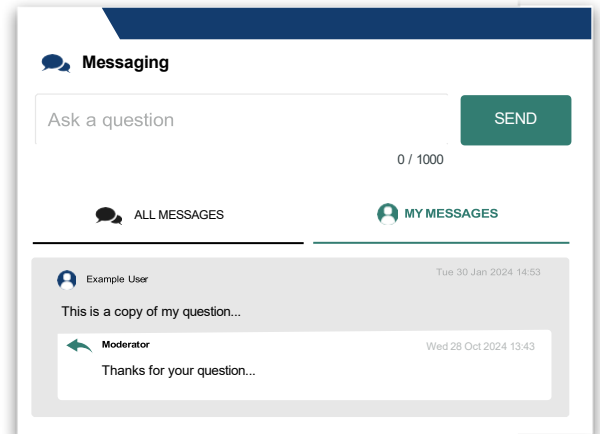 Messaging
Ask a question
SEND
0 / 1000
ALL MESSAGES
MY MESSAGES
Example User
Tue 30 Jan 2024 14:53
This is a copy of my question...
Moderator
Wed 28 Oct 2024 13:43
Thanks for your question...